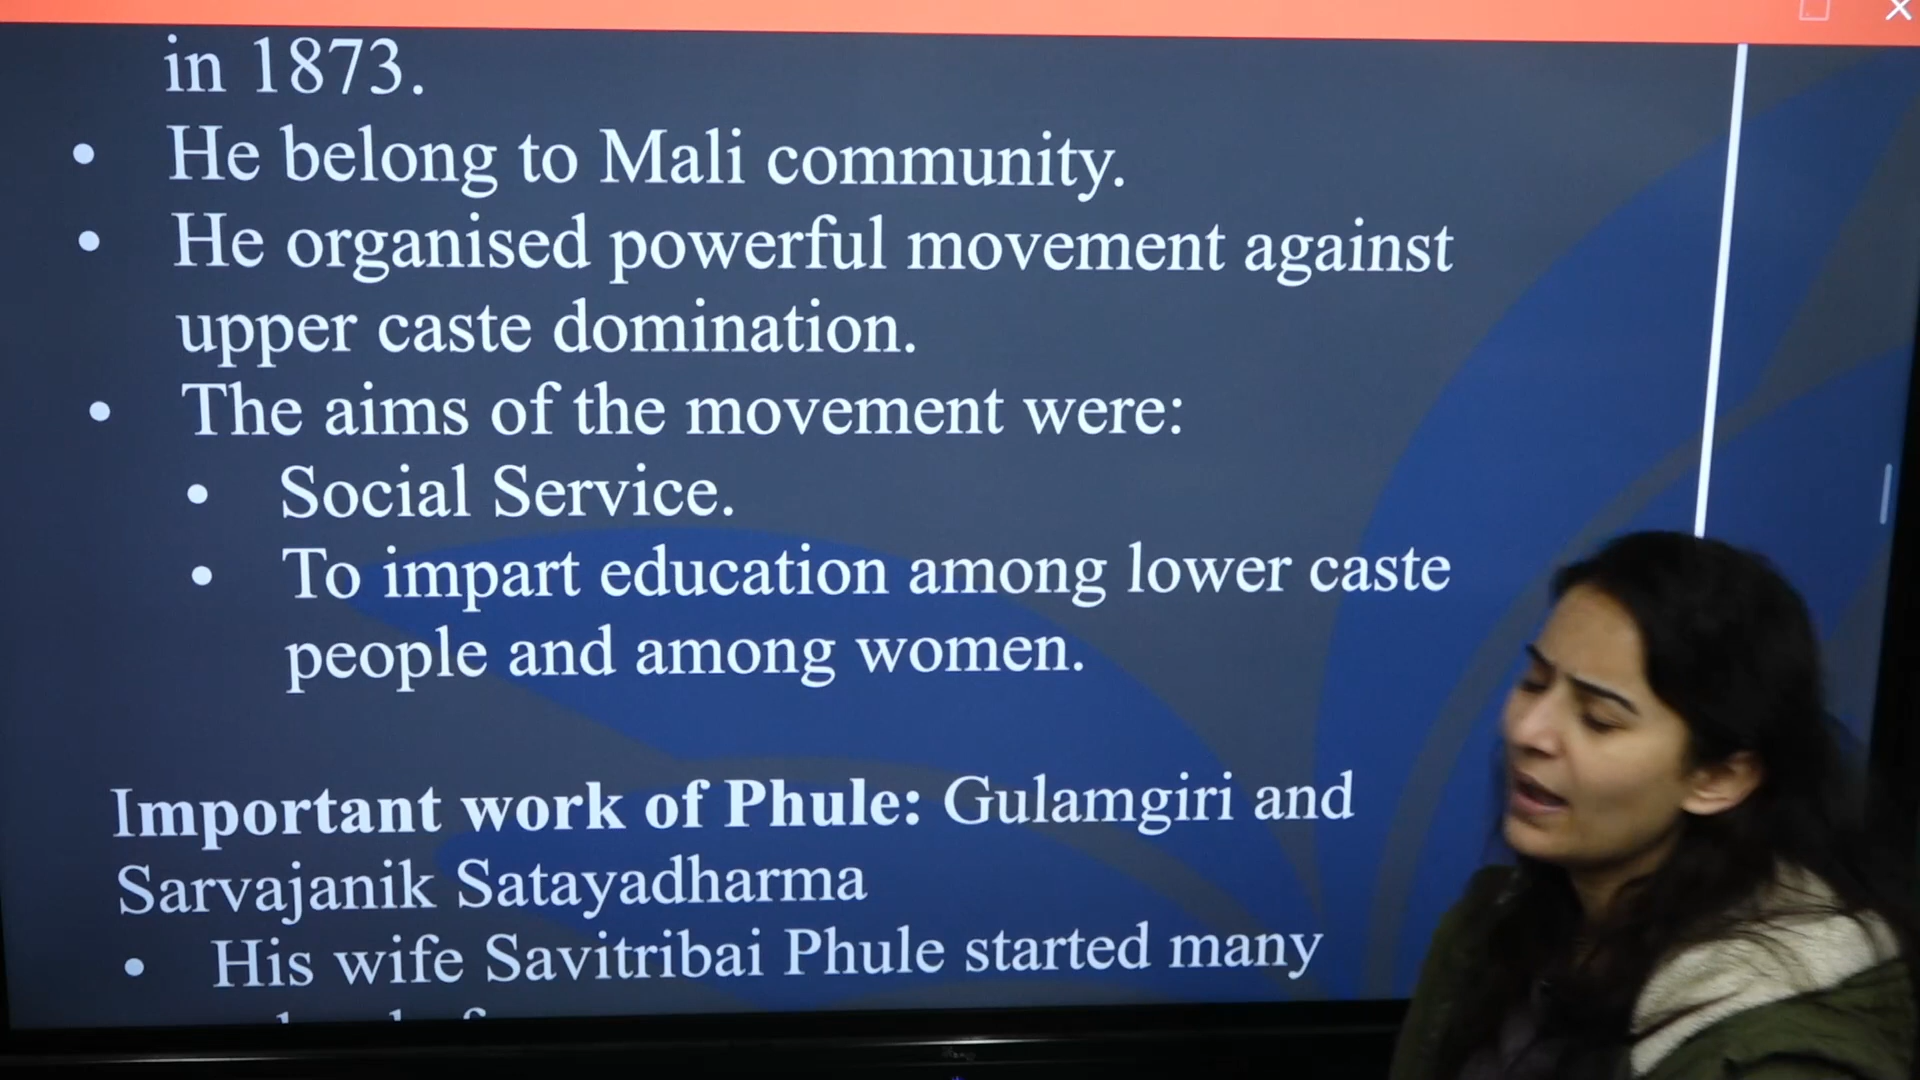 in 1873.
• He belong to Mali community.
• He organised powerful movement against
upper caste domination.
• The aims of the movement were:
• Social Service.
• To impart education among lower caste
people and among women.
Important work of Phule: Gulamgiri and
Sarvajanik Satayadharma
• His wife Savitribai Phule started many